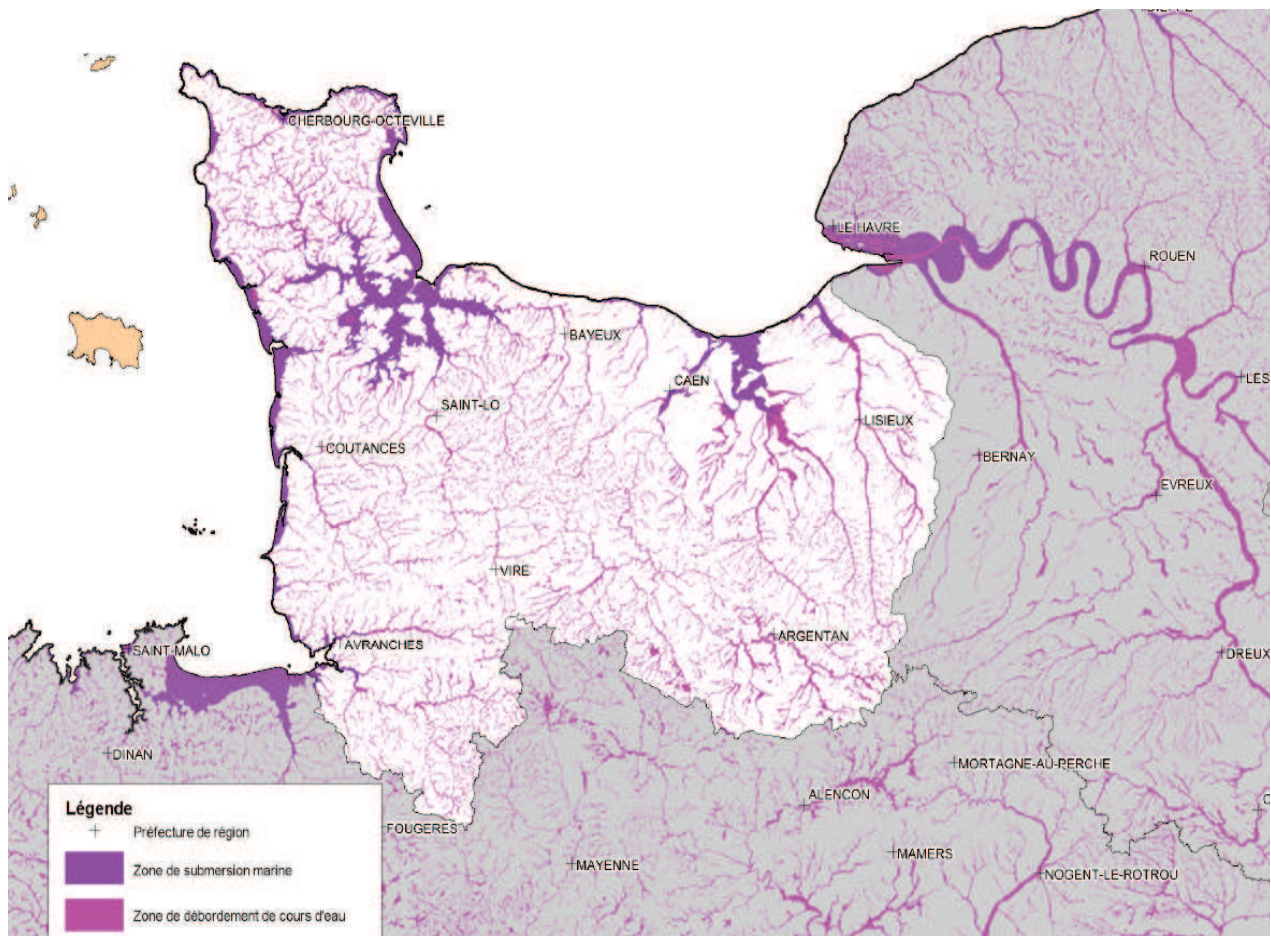 CHERBOURG-OCTEVILLE
LE HAVRE
ROUEN
BAYEUX
CAEN
LES
SAINT-LO
LISIEUX
COUTANCES
BERNAY
EVREUX
VIRE
ARGENTAN
AVRANCHES
SAINT-MALO
DREUX
DINAN
MORTAGNE-AU-PERCHE
ALENCON
FOUGERES
MAYENNE
MAMERS
NOGENT-LE-ROTROU
Légende
Préfecture de région
Zone de submersion marine
Zone de débordement de cours d'eau